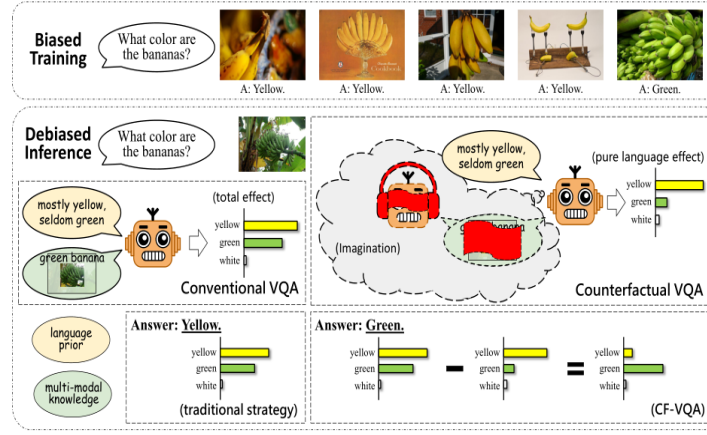 Biased
Training
What color are
the bananas?
A: Yellow.
A: Yellow.
A: Yellow.
A: Yellow.
A: Green.
Debiased
Inference
What color are
the bananas?
mostly yellow,
seldom green
green banana
(total effect)
yellow
green
white
Conventional VQA
mostly yellow,
seldom green
(Imagination)
(pure language effect)
yellow
green
white
Counterfactual VQA
language
prior
multi-modal
knowledge
Answer: Yellow.
yellow
green
white
(traditional strategy)
Answer: Green.
yellow
green
white
-
yellow
green
white
=
yellow
green
white
(CF-VQA)